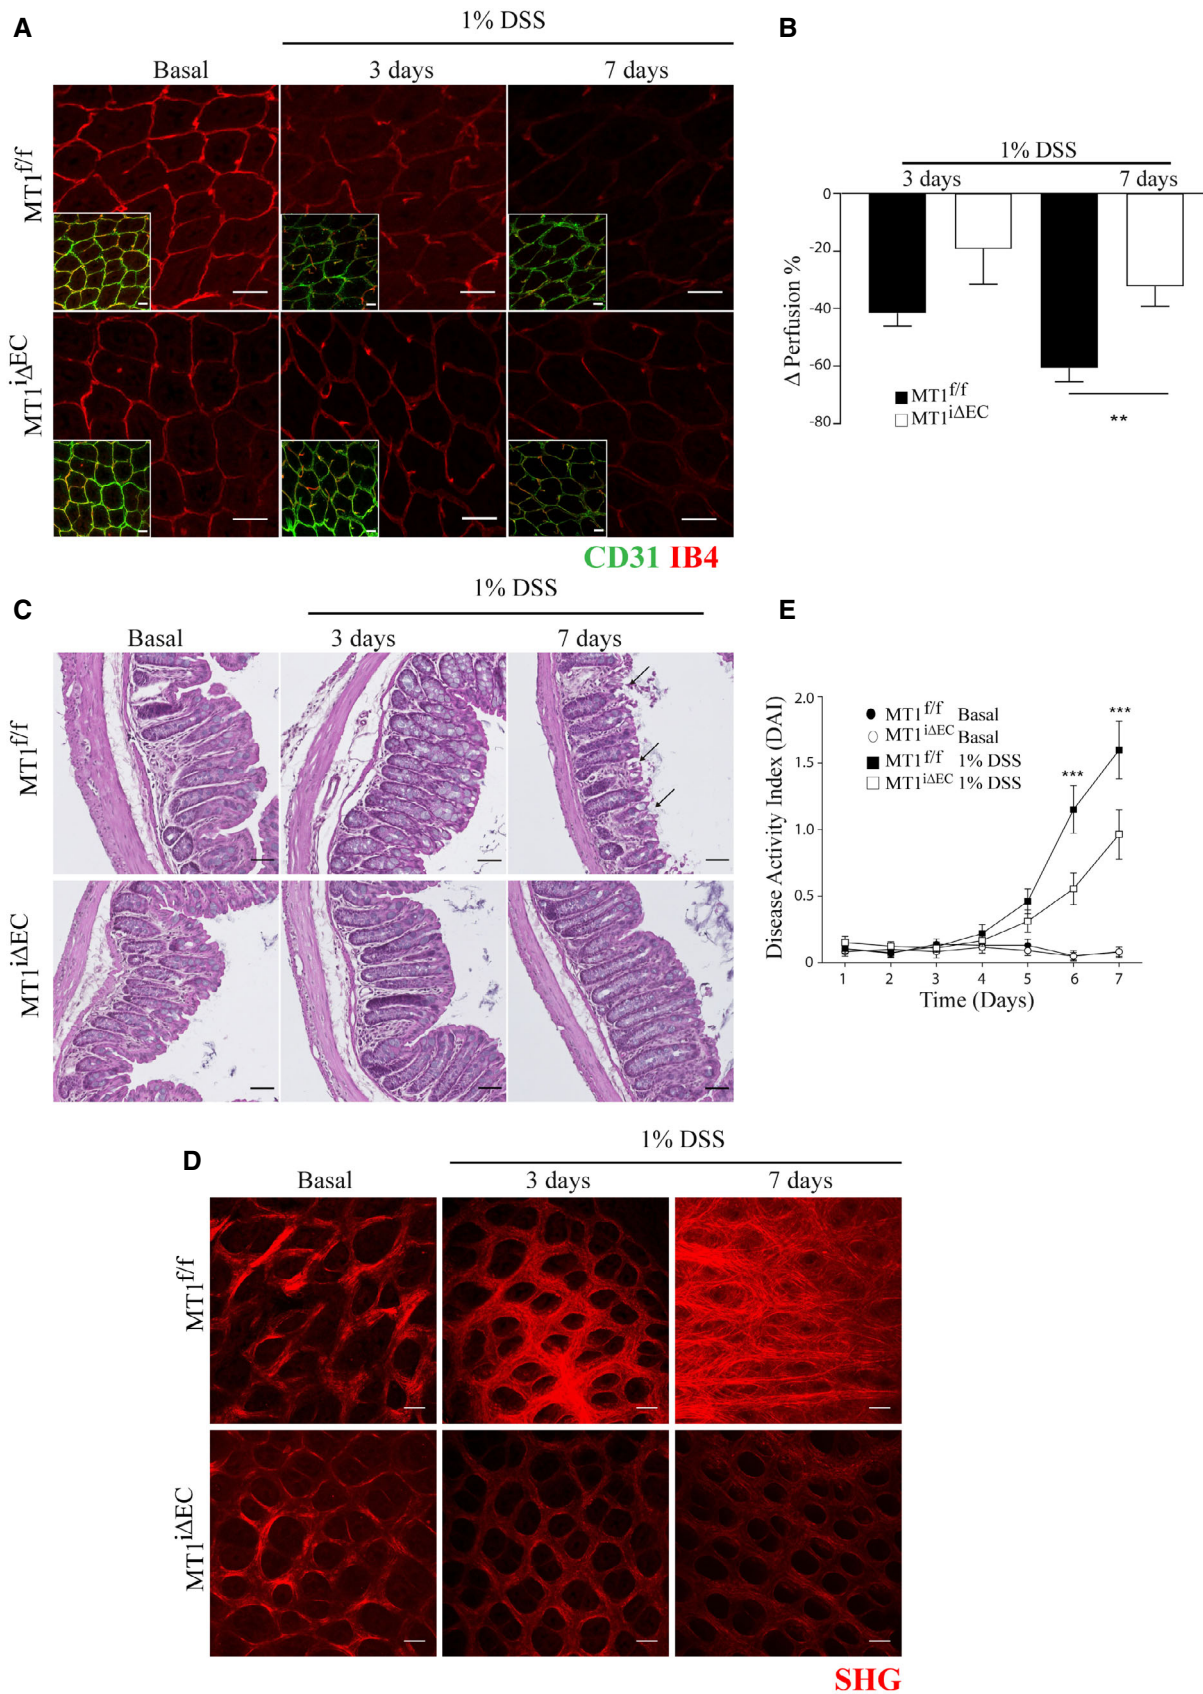 A
1% DSS
Basal
3 days
7 days
MT1f/f
MT1iΔEC
CD31 IB4
B
1% DSS
3 days
7 days
Δ Perfusion %
0
-20
-40
-60
-80
MT1f/f
MT1iΔEC
**
C
1% DSS
Basal
3 days
7 days
MT1f/f
MT1iΔEC
E
Disease Activity Index (DAI)
2.0
1.5
1.0
0.5
0
MT1f/f Basal
MT1iΔEC Basal
MT1f/f 1% DSS
MT1iΔEC 1% DSS
***
***
1 2 3 4 5 6 7
Time (Days)
D
1% DSS
Basal
3 days
7 days
MT1f/f
MT1iΔEC
SHG